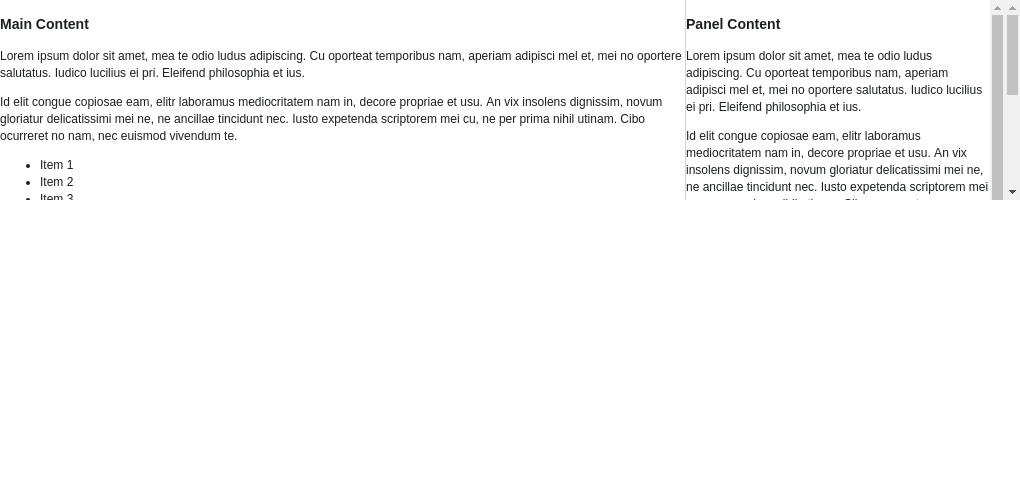 Main Content
Lorem ipsum dolor sit amet, mea te odio ludus adipiscing. Cu oporteat temporibus nam, aperiam adipisci mel et, mei no oportere
salutatus. Iudico lucilius ei pri. Eleifend philosophia et ius.
Id elit congue copiosae eam, elitr laboramus mediocritatem nam in, decore propriae et usu. An vix insolens dignissim, novum
gloriatur delicatissimi mei ne, ne ancillae tincidunt nec. Iusto expetenda scriptorem mei cu, ne per prima nihil utinam. Cibo
ocurreret no nam, nec euismod vivendum te.
• Item 1
• Item 2
• Item 3
Panel Content
Lorem ipsum dolor sit amet, mea te odio ludus
adipiscing. Cu oporteat temporibus nam, aperiam
adipisci mel et, mei no oportere salutatus. Iudico lucilius
ei pri. Eleifend philosophia et ius.
Id elit congue copiosae eam, elitr laboramus
mediocritatem nam in, decore propriae et usu. An vix
insolens dignissim, novum gloriatur delicatissimi mei ne,
ne ancillae tincidunt nec. Iusto expetenda scriptorem mei